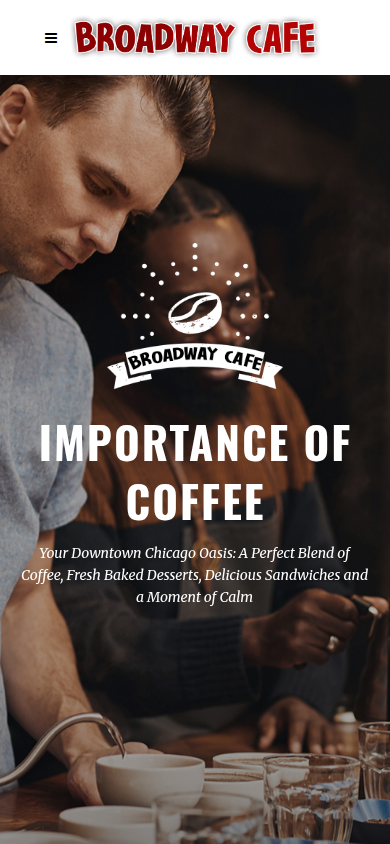 BROADWAY CAFE
BROADWAY CAFE
IMPORTANCE OF
COFFEE
Your Downtown Chicago Oasis: A Perfect Blend of
Coffee, Fresh Baked Desserts, Delicious Sandwiches and
a Moment of Calm